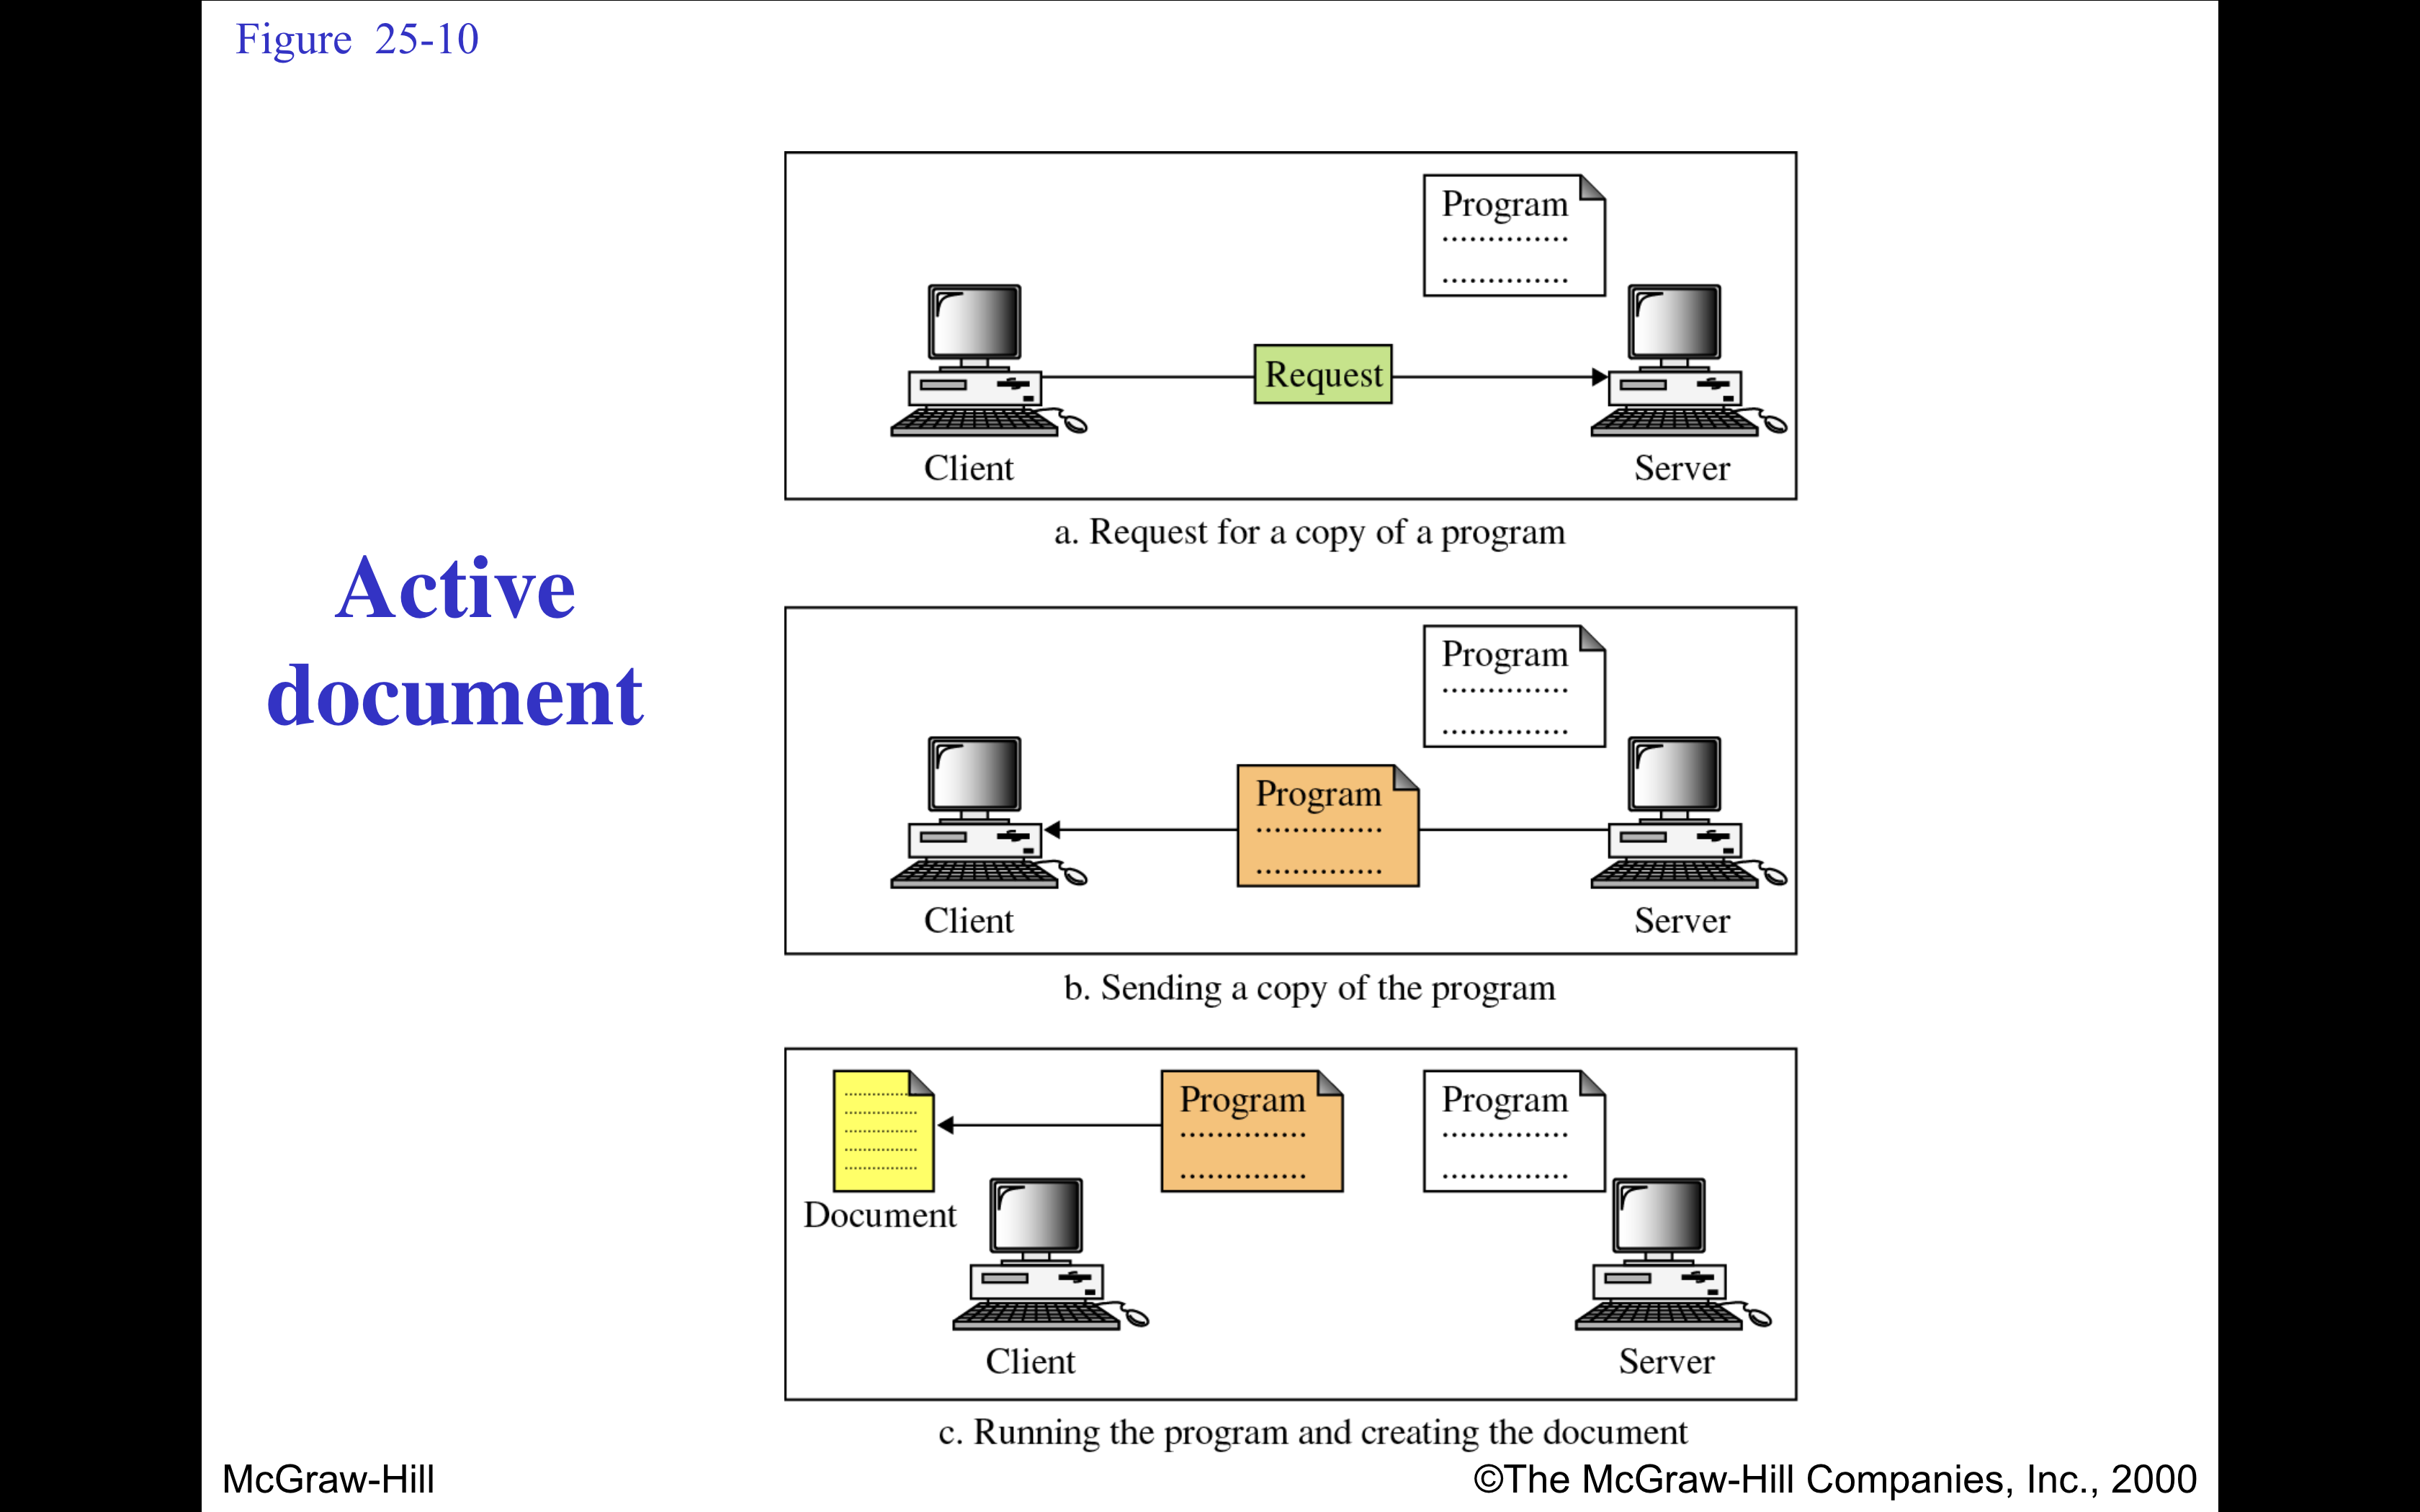 Figure 25-10
Active
document
Program
..............
..............
Request
Client
Server
a. Request for a copy of a program
Program
..............
..............
Program
..............
..............
Client
Server
b. Sending a copy of the program
Program
..............
..............
Program
..............
..............
Document
Client
Server
c. Running the program and creating the document
McGraw-Hill
©The McGraw-Hill Companies, Inc., 2000